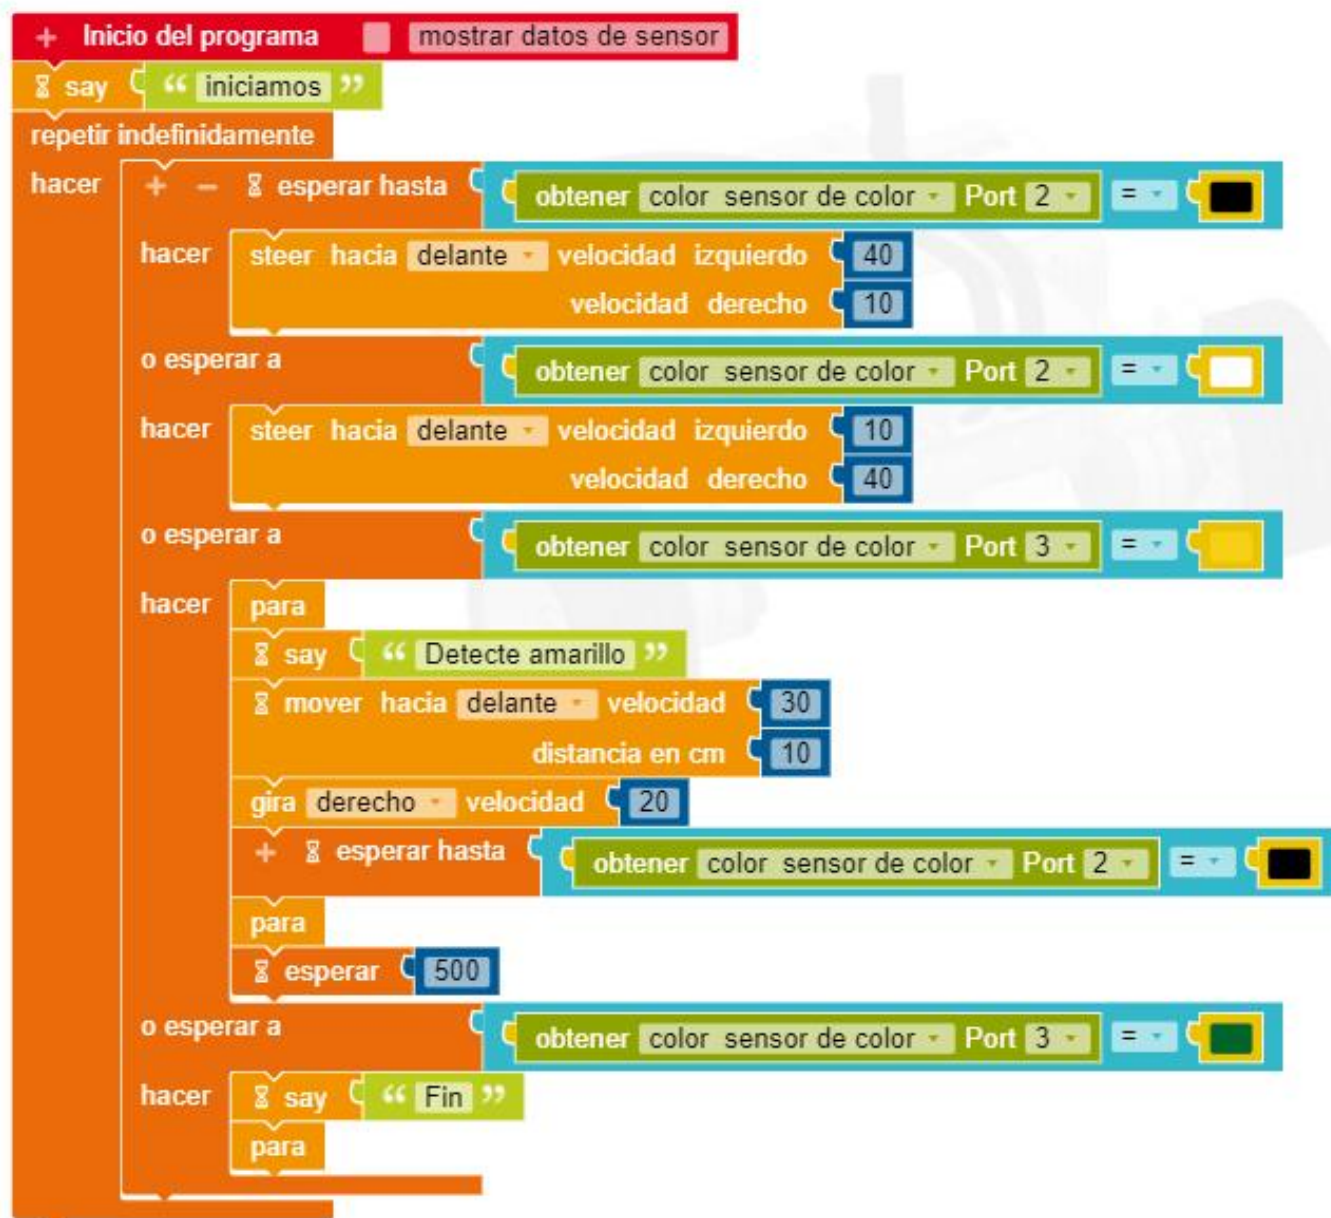 + Inicio del programa mostrar datos de sensor
say “ iniciamos ”
repetir indefinidamente
hacer + − esperar hasta obtener color sensor de color Port 2 =
hacer steer hacia delante velocidad izquierdo 40
velocidad derecho 10
o esperar a obtener color sensor de color Port 2 =
hacer steer hacia delante velocidad izquierdo 10
velocidad derecho 40
o esperar a obtener color sensor de color Port 3 =
hacer para
say “ Detecte amarillo ”
mover hacia delante velocidad 30
distancia en cm 10
gira derecho velocidad 20
+ esperar hasta obtener color sensor de color Port 2 =
para
esperar 500
o esperar a obtener color sensor de color Port 3 =
hacer say “ Fin ”
para